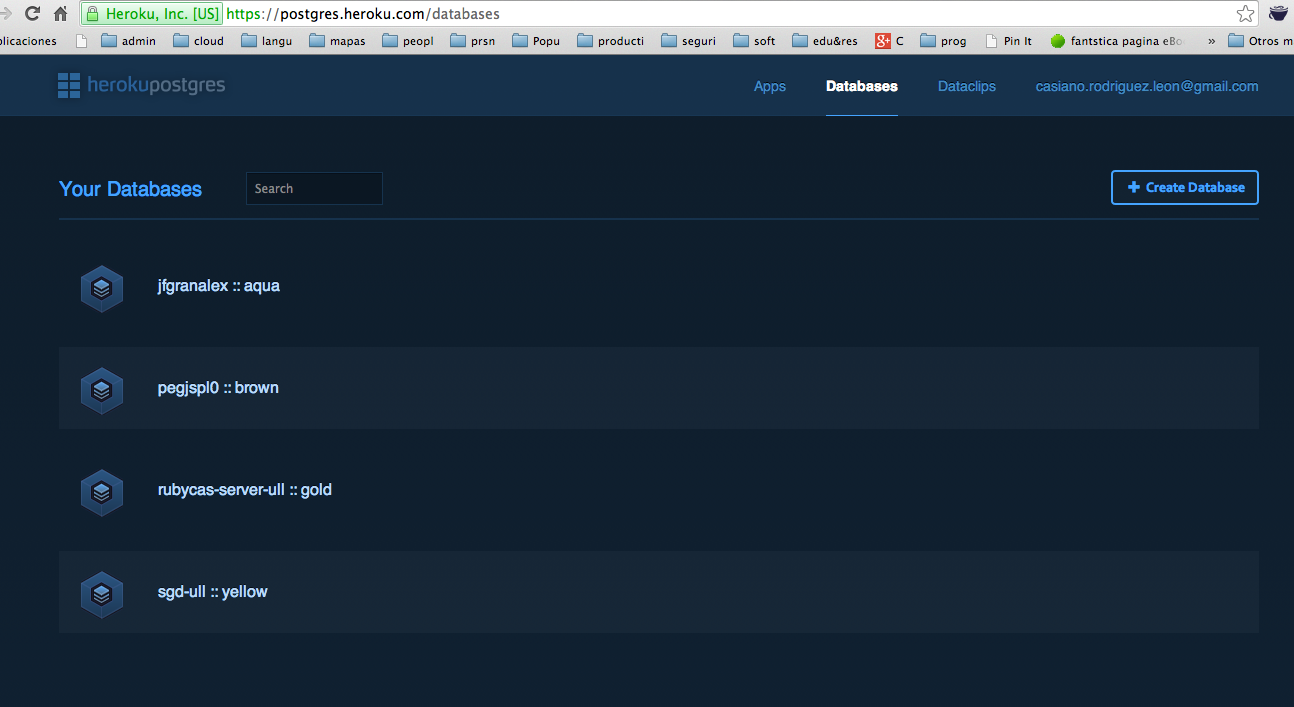 Heroku, Inc. [US] https://postgres.heroku.com/databases
plicaciones admin cloud langu mapas peopl prsn Popu producti seguri soft edu&res g+ C prog Pin It fantstica pagina eBo » Otros m
herokupostgres Apps Databases Dataclips casiano.rodriguez.leon@gmail.com
Your Databases Search + Create Database
jfgranalex :: aqua
pegjspl0 :: brown
rubycas-server-ull :: gold
sgd-ull :: yellow